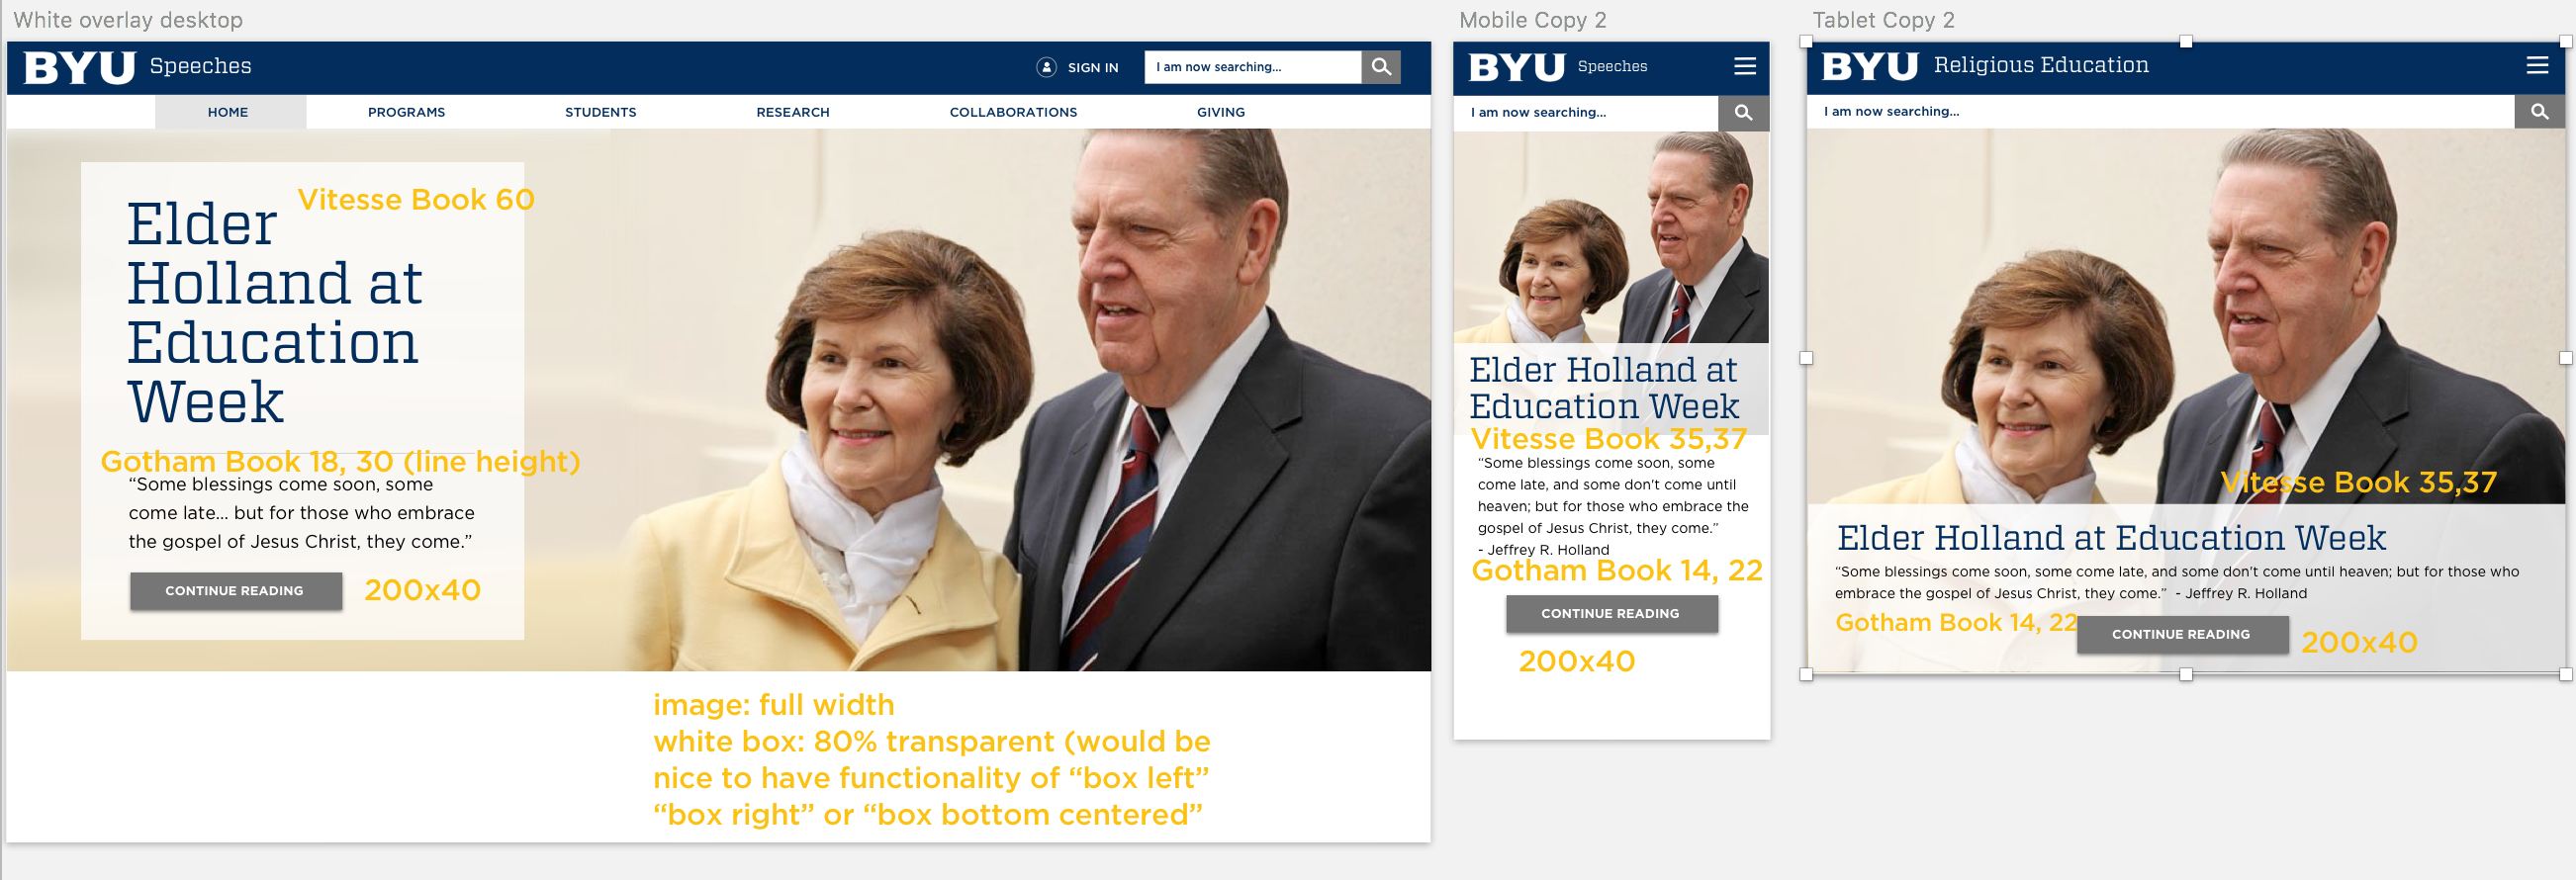 White overlay desktop
BYU Speeches
SIGN IN
I am now searching...
HOME
PROGRAMS
STUDENTS
RESEARCH
COLLABORATIONS
GIVING
Vitesse Book 60
Elder
Holland at
Education
Week
Gotham Book 18, 30 (line height)
“Some blessings come soon, some
come late... but for those who embrace
the gospel of Jesus Christ, they come.”
CONTINUE READING
200x40
image: full width
white box: 80% transparent (would be
nice to have functionality of “box left”
“box right” or “box bottom centered”
Mobile Copy 2
BYU Speeches
I am now searching...
Elder Holland at
Education Week
Vitesse Book 35,37
“Some blessings come soon, some
come late, and some don't come until
heaven; but for those who embrace the
gospel of Jesus Christ, they come.”
- Jeffrey R. Holland
Gotham Book 14, 22
CONTINUE READING
200x40
Tablet Copy 2
BYU Religious Education
I am now searching...
Vitesse Book 35,37
Elder Holland at Education Week
“Some blessings come soon, some come late, and some don't come until heaven; but for those who
embrace the gospel of Jesus Christ, they come.” - Jeffrey R. Holland
Gotham Book 14, 22
CONTINUE READING
200x40